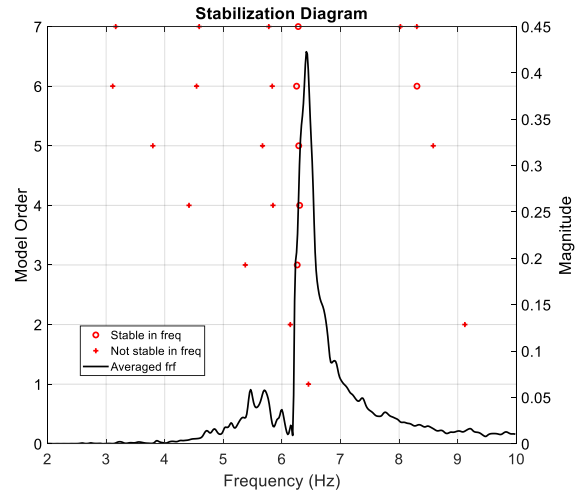 Stabilization Diagram
7
6
5
4
3
2
1
0
Model Order
0.45
0.4
0.35
0.3
0.25
0.2
0.15
0.1
0.05
0
Magnitude
Stable in freq
Not stable in freq
Averaged frf
2 3 4 5 6 7 8 9 10
Frequency (Hz)